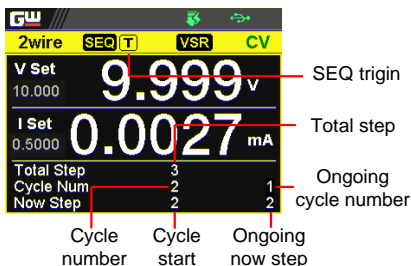 GW
2wire SEQ T VSR CV
V Set
10.000
9.999 V
I Set
0.5000
0.0027 mA
Total Step 3
Cycle Num 2 1
Now Step 2 2
SEQ trigin
Total step
Ongoing
cycle number
Cycle
number
Cycle
start
Ongoing
now step